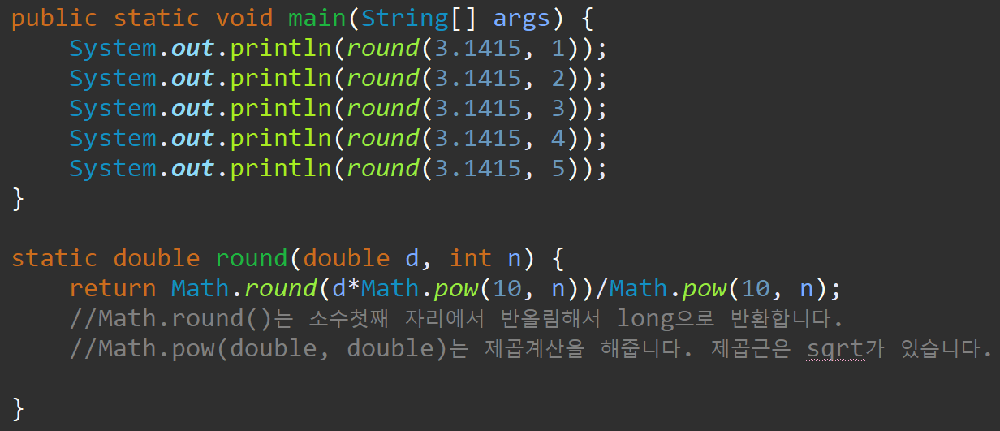 public static void main(String[] args) {
    System.out.println(round(3.1415, 1));
    System.out.println(round(3.1415, 2));
    System.out.println(round(3.1415, 3));
    System.out.println(round(3.1415, 4));
    System.out.println(round(3.1415, 5));
}

static double round(double d, int n) {
    return Math.round(d*Math.pow(10, n))/Math.pow(10, n);
    //Math.round()는 소수첫째 자리에서 반올림해서 long으로 반환합니다.
    //Math.pow(double, double)는 제곱계산을 해줍니다. 제곱근은 sqrt가 있습니다.

}